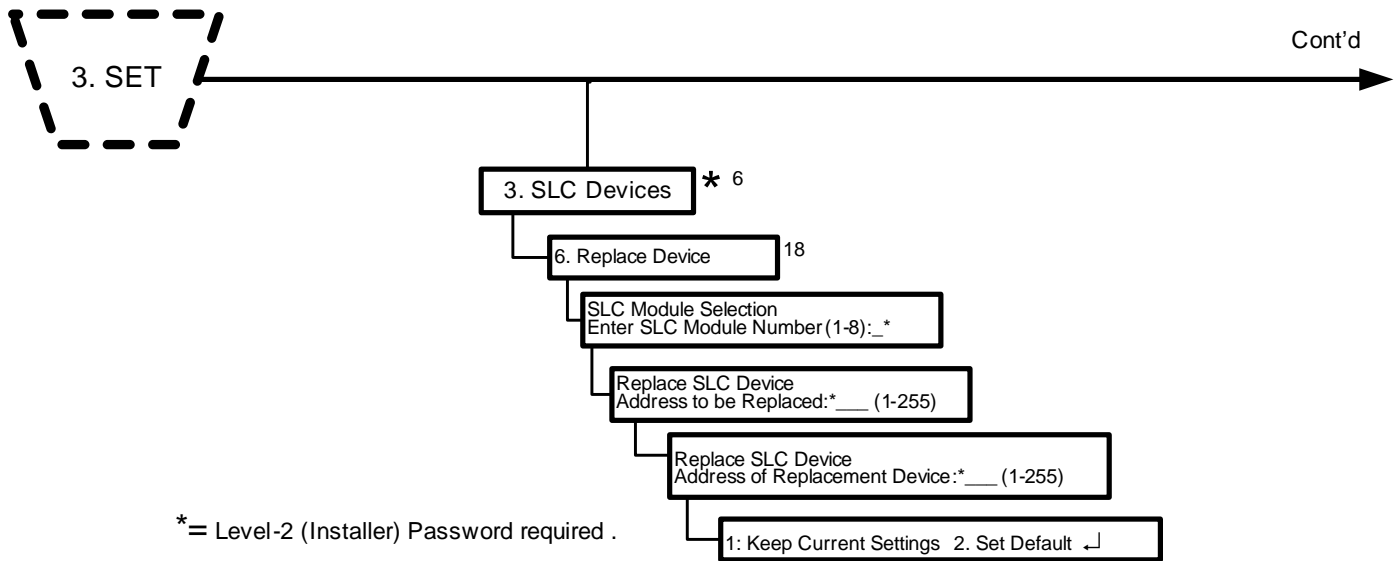 Cont'd
3. SET
3. SLC Devices * 6
6. Replace Device 18
SLC Module Selection
Enter SLC Module Number (1-8):_*
Replace SLC Device
Address to be Replaced:*___ (1-255)
Replace SLC Device
Address of Replacement Device:*___ (1-255)
*= Level-2 (Installer) Password required .
1: Keep Current Settings 2. Set Default ↵